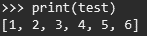 >>> print(test)
[1, 2, 3, 4, 5, 6]